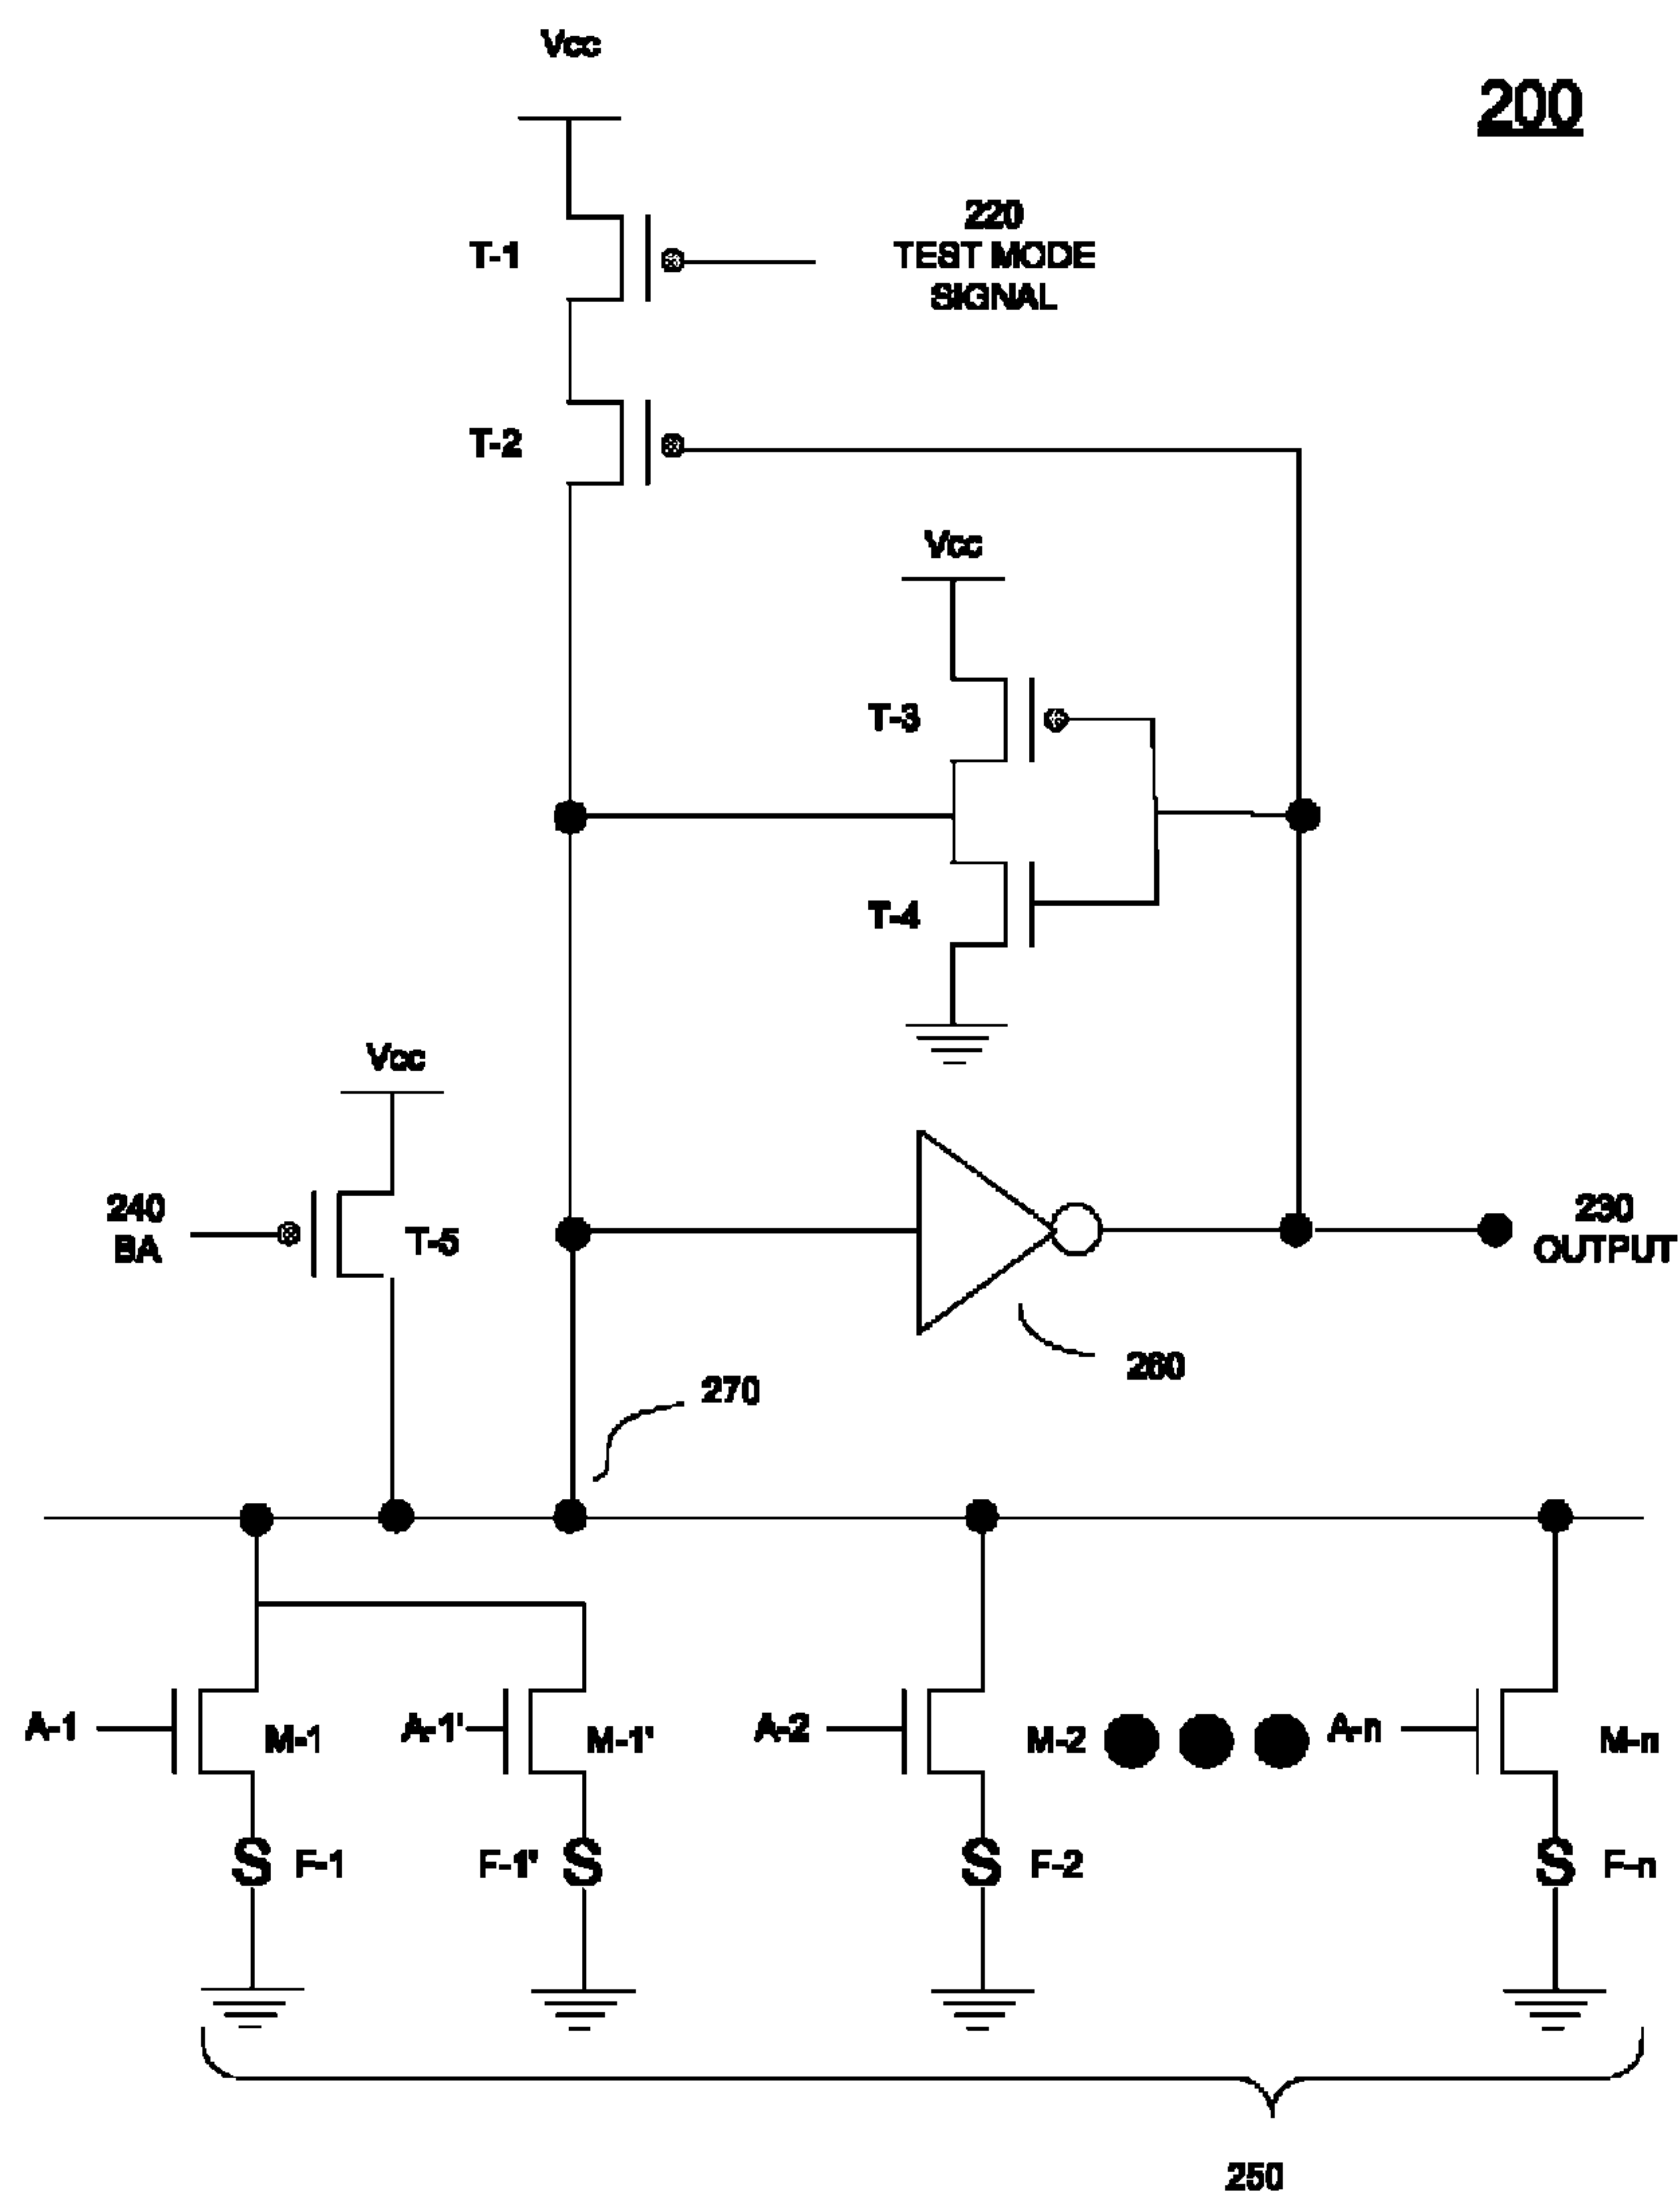 Vcc
200
220
TEST MODE
SIGNAL
T-1
T-2
Vcc
T-3
T-4
Vcc
240
BA
T-5
230
OUTPUT
260
270
A-1
M-1
A-1'
M-1'
A-2
M-2
A-n
M-n
S
F-1
F-1'
S
S
F-2
S
F-n
250